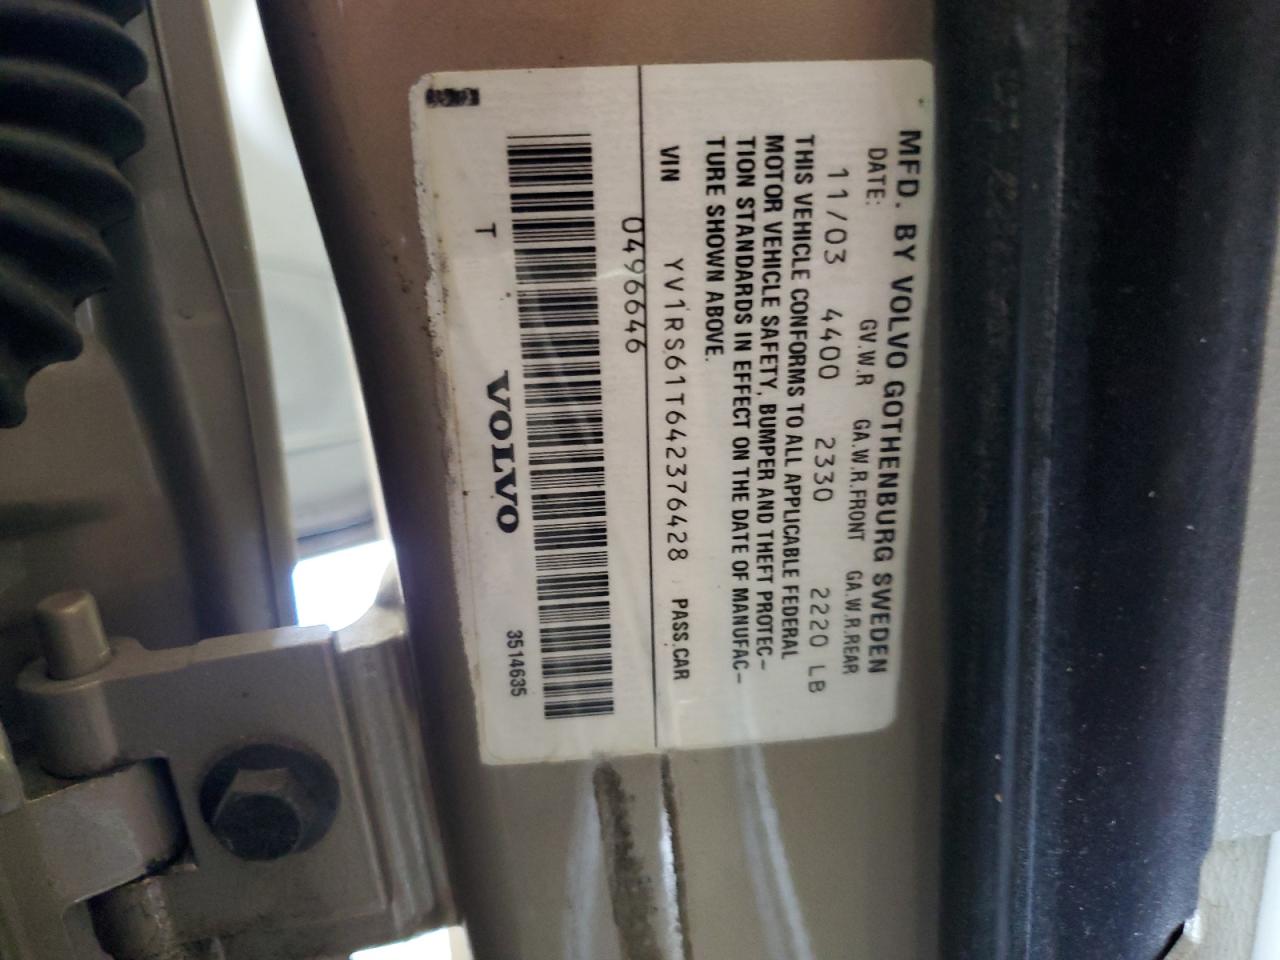 MFD. BY VOLVO GOTHENBURG SWEDEN
DATE: GV.W.R GA.W.R.FRONT GA.W.R.REAR
11/03 4400 2330 2220 LB
THIS VEHICLE CONFORMS TO ALL APPLICABLE FEDERAL
MOTOR VEHICLE SAFETY, BUMPER AND THEFT PROTEC-
TION STANDARDS IN EFFECT ON THE DATE OF MANUFAC-
TURE SHOWN ABOVE.
VIN YV1RS61T642376428 PASS.CAR
0496646
T VOLVO 3514635